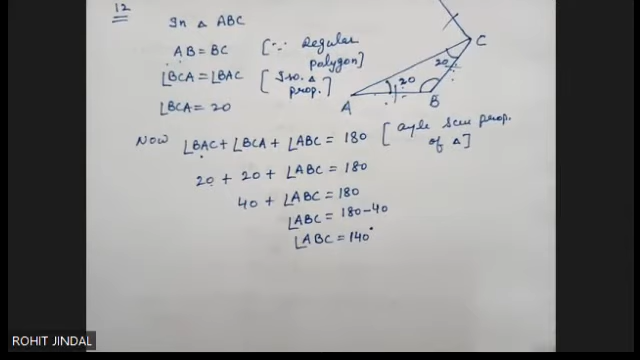 12
In △ ABC
AB = BC [∵ Regular polygon]
∠BCA = ∠BAC [Iso. △ prop.]
∠BCA = 20
Now ∠BAC + ∠BCA + ∠ABC = 180 [angle sum prop. of △]
20 + 20 + ∠ABC = 180
40 + ∠ABC = 180
∠ABC = 180-40
∠ABC = 140°
C
20
20
A
B
ROHIT JINDAL